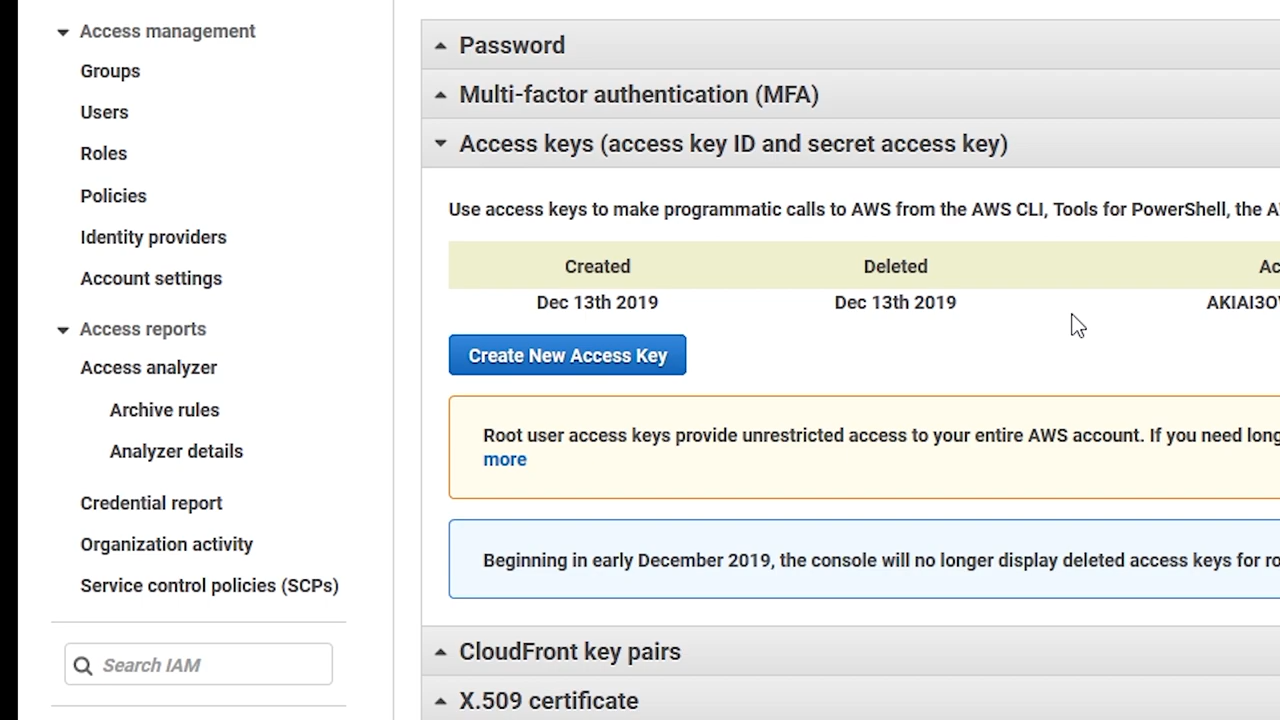 Access management
Groups
Users
Roles
Policies
Identity providers
Account settings
Access reports
Access analyzer
Archive rules
Analyzer details
Credential report
Organization activity
Service control policies (SCPs)
Search IAM
Password
Multi-factor authentication (MFA)
Access keys (access key ID and secret access key)
Use access keys to make programmatic calls to AWS from the AWS CLI, Tools for PowerShell, the
Created Deleted
Dec 13th 2019 Dec 13th 2019
Create New Access Key
Root user access keys provide unrestricted access to your entire AWS account. If you need
more
Beginning in early December 2019, the console will no longer display deleted access keys for
CloudFront key pairs
X.509 certificate